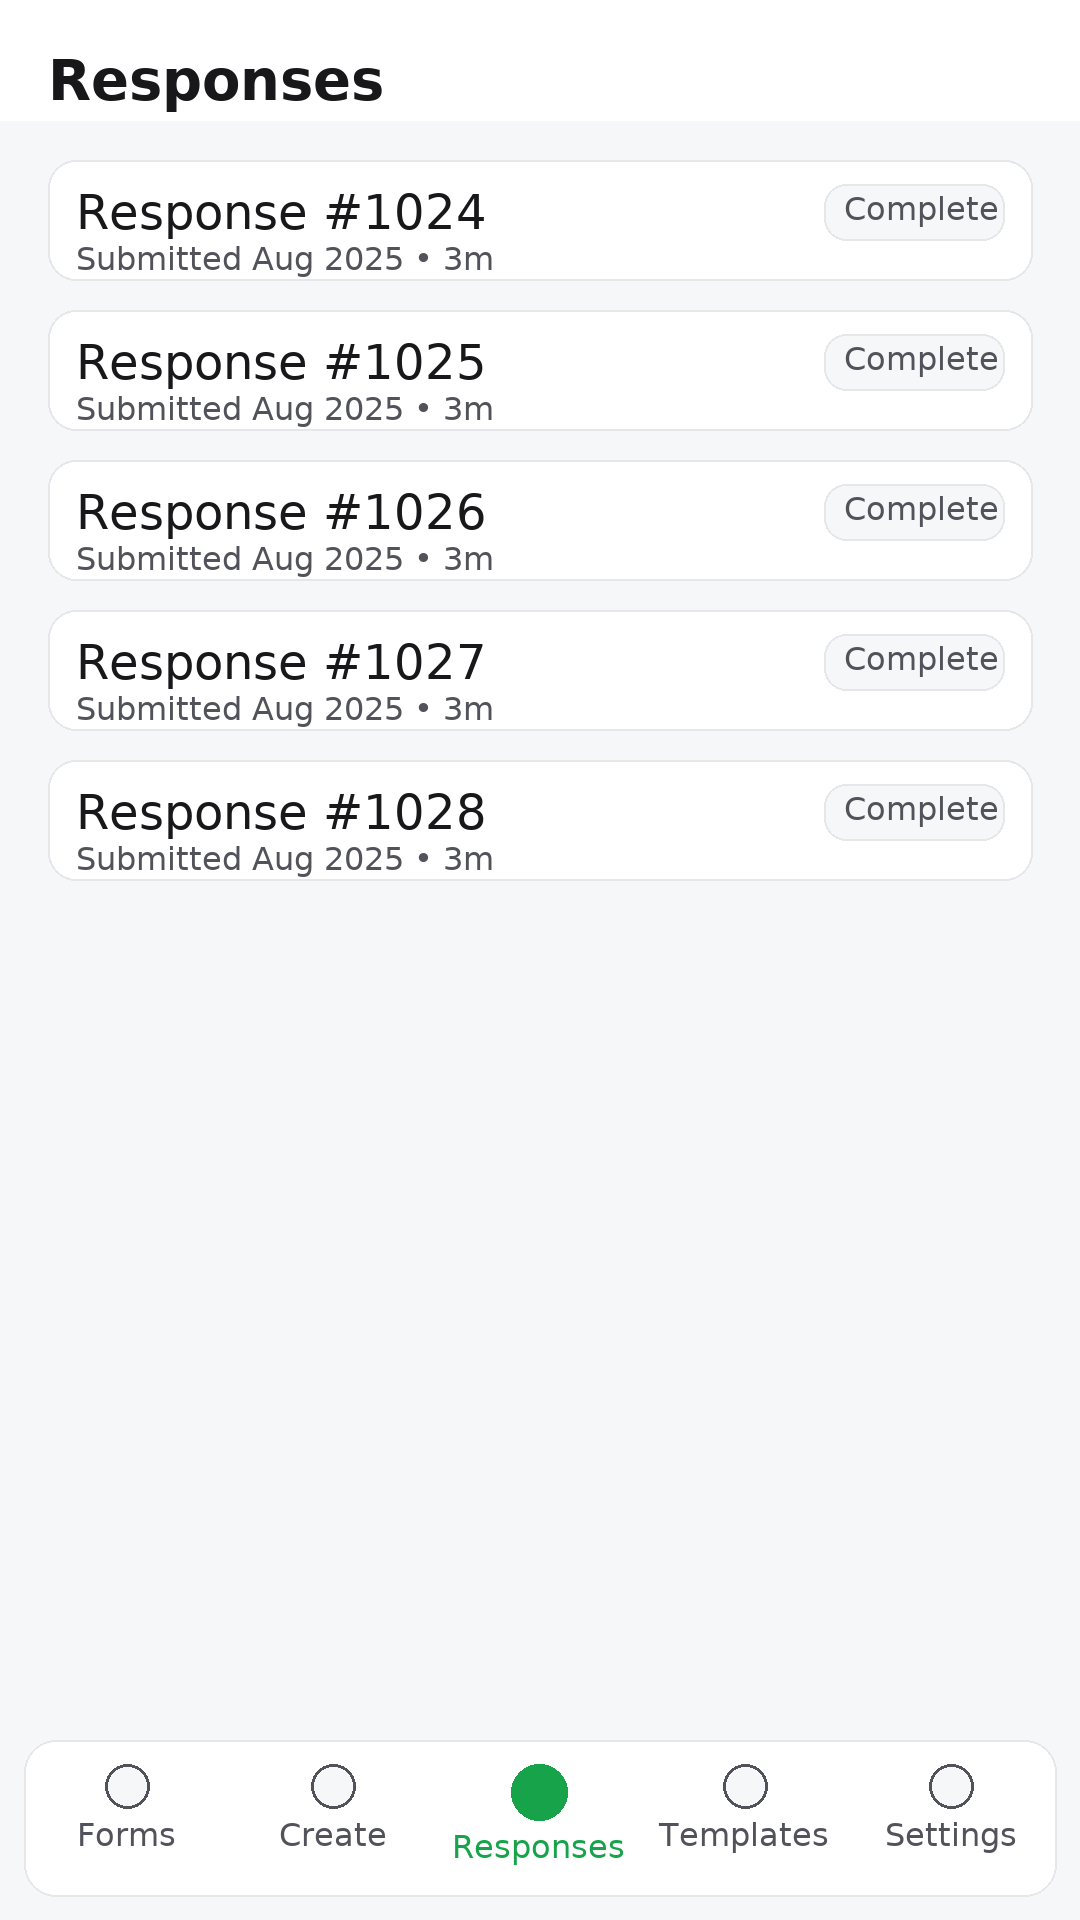 Responses
Response #1024
Complete
Submitted Aug 2025 • 3m
Response #1025
Complete
Submitted Aug 2025 • 3m
Response #1026
Complete
Submitted Aug 2025 • 3m
Response #1027
Complete
Submitted Aug 2025 • 3m
Response #1028
Complete
Submitted Aug 2025 • 3m
Forms
Create
Responses
Templates
Settings